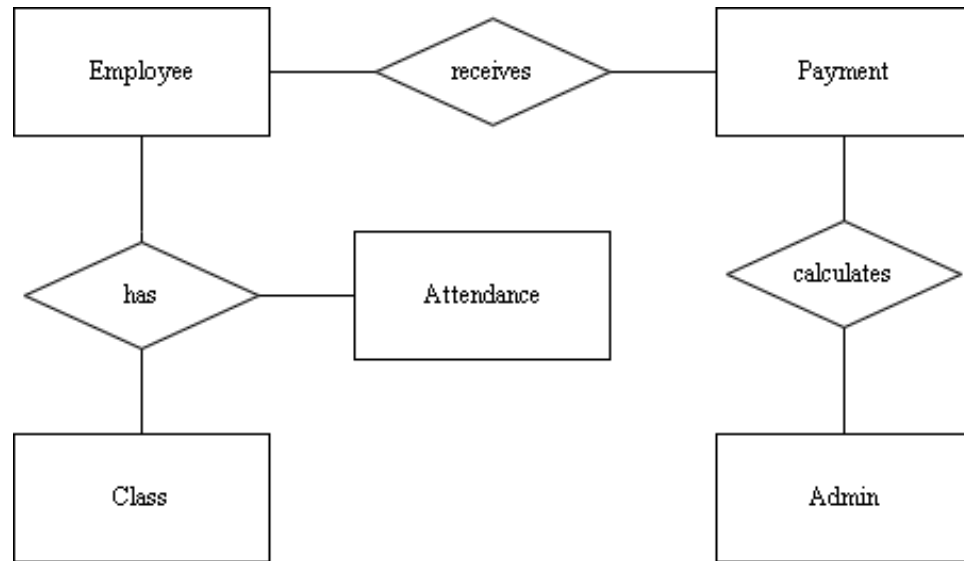 Employee
receives
Payment
has
Attendance
calculates
Class
Admin